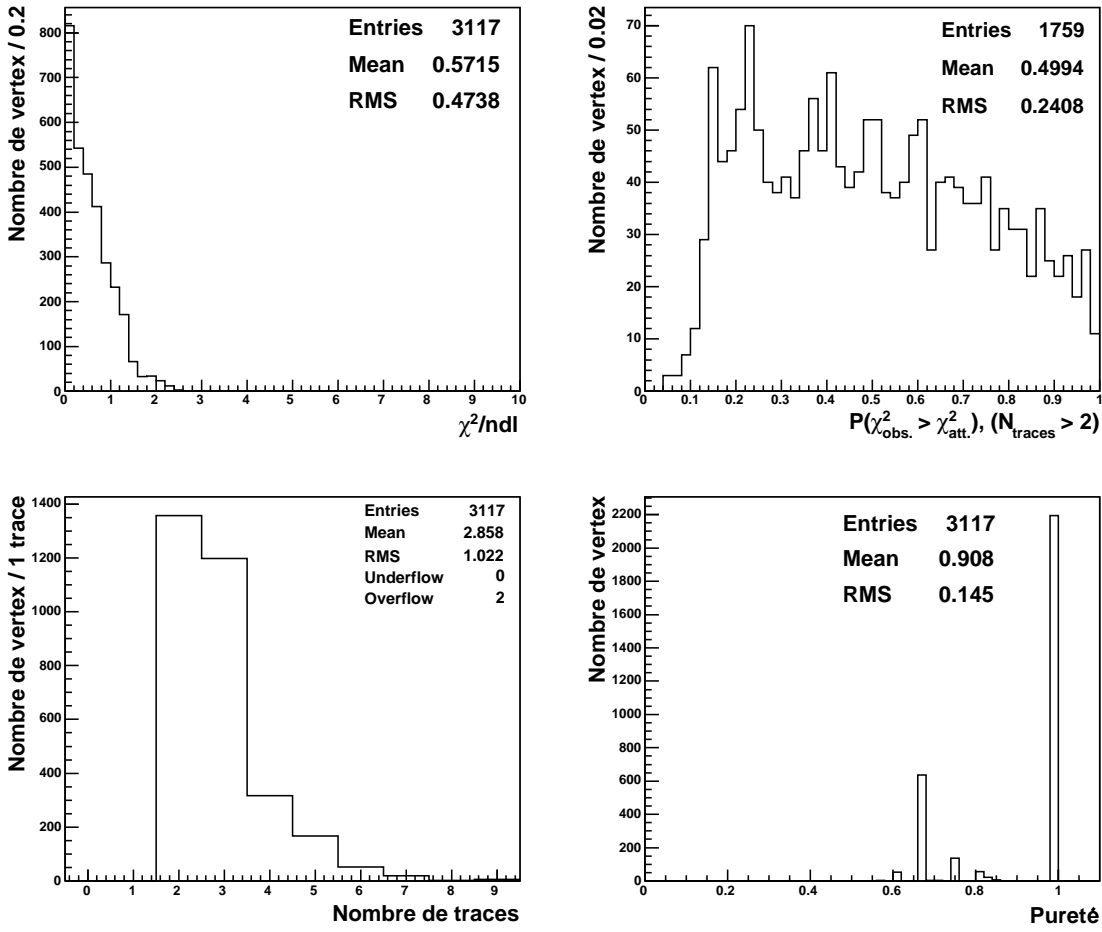 Nombre de vertex / 0.2
Entries 3117
Mean 0.5715
RMS 0.4738
800
700
600
500
400
300
200
100
0
0 1 2 3 4 5 6 7 8 9 10
χ²/ndl
Nombre de vertex / 0.02
Entries 1759
Mean 0.4994
RMS 0.2408
70
60
50
40
30
20
10
0
0 0.1 0.2 0.3 0.4 0.5 0.6 0.7 0.8 0.9 1
P(χ²obs. > χ²att.), (Ntraces > 2)
Nombre de vertex / 1 trace
Entries 3117
Mean 2.858
RMS 1.022
Underflow 0
Overflow 2
1400
1200
1000
800
600
400
200
0
0 1 2 3 4 5 6 7 8 9
Nombre de traces
Nombre de vertex
Entries 3117
Mean 0.908
RMS 0.145
2200
2000
1800
1600
1400
1200
1000
800
600
400
200
0
0 0.2 0.4 0.6 0.8 1
Pureté